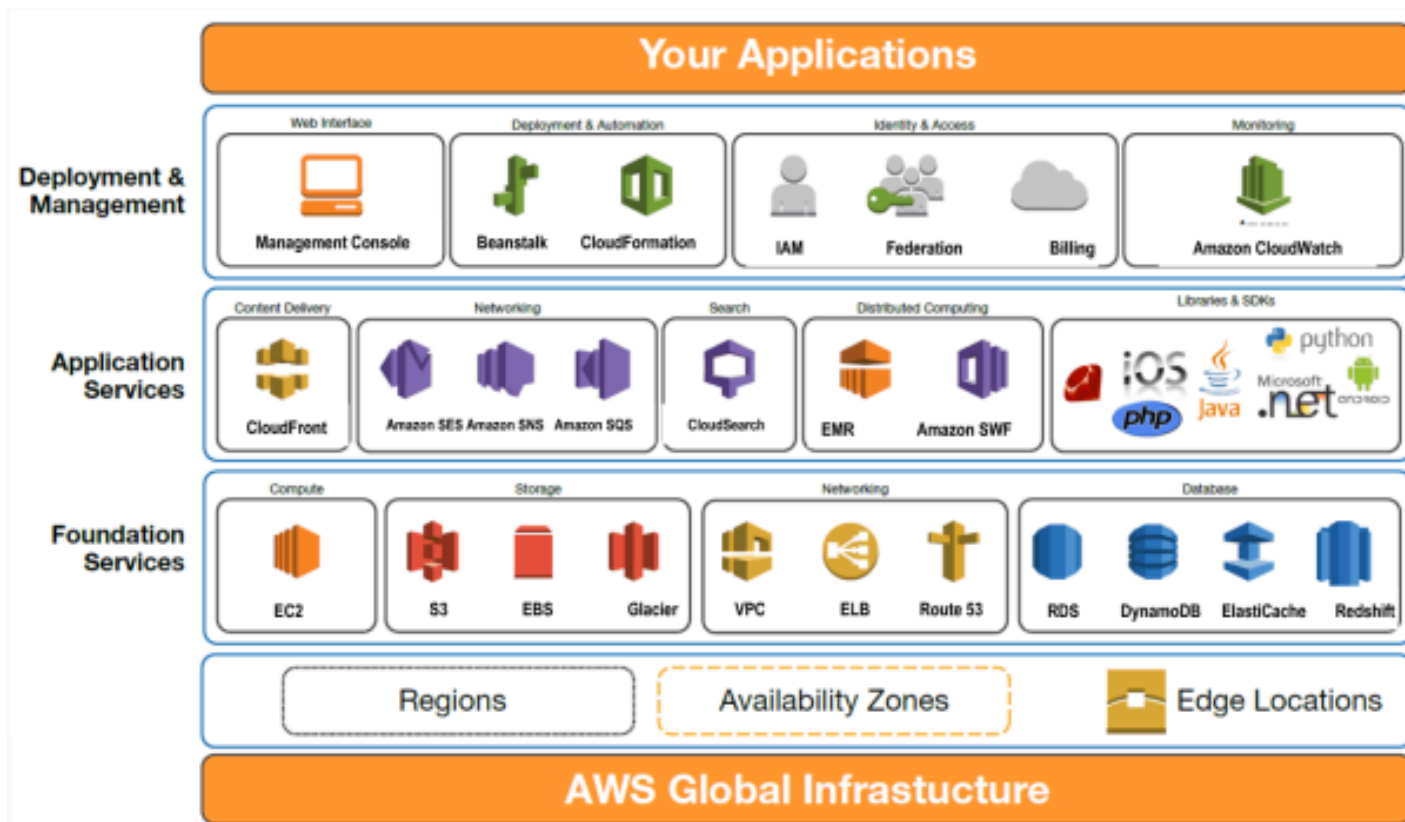 Your Applications
Deployment &
Management
Web Interface
Management Console
Deployment & Automation
Beanstalk
CloudFormation
Identity & Access
IAM
Federation
Billing
Monitoring
Amazon CloudWatch
Application
Services
Content Delivery
CloudFront
Networking
Amazon SES
Amazon SNS
Amazon SQS
Search
CloudSearch
Distributed Computing
EMR
Amazon SWF
Libraries & SDKs
iOS
php
Java
python
Microsoft
.net
ANDROID
Foundation
Services
Compute
EC2
Storage
S3
EBS
Glacier
Networking
VPC
ELB
Route 53
Database
RDS
DynamoDB
ElastiCache
Redshift
Regions
Availability Zones
Edge Locations
AWS Global Infrastucture